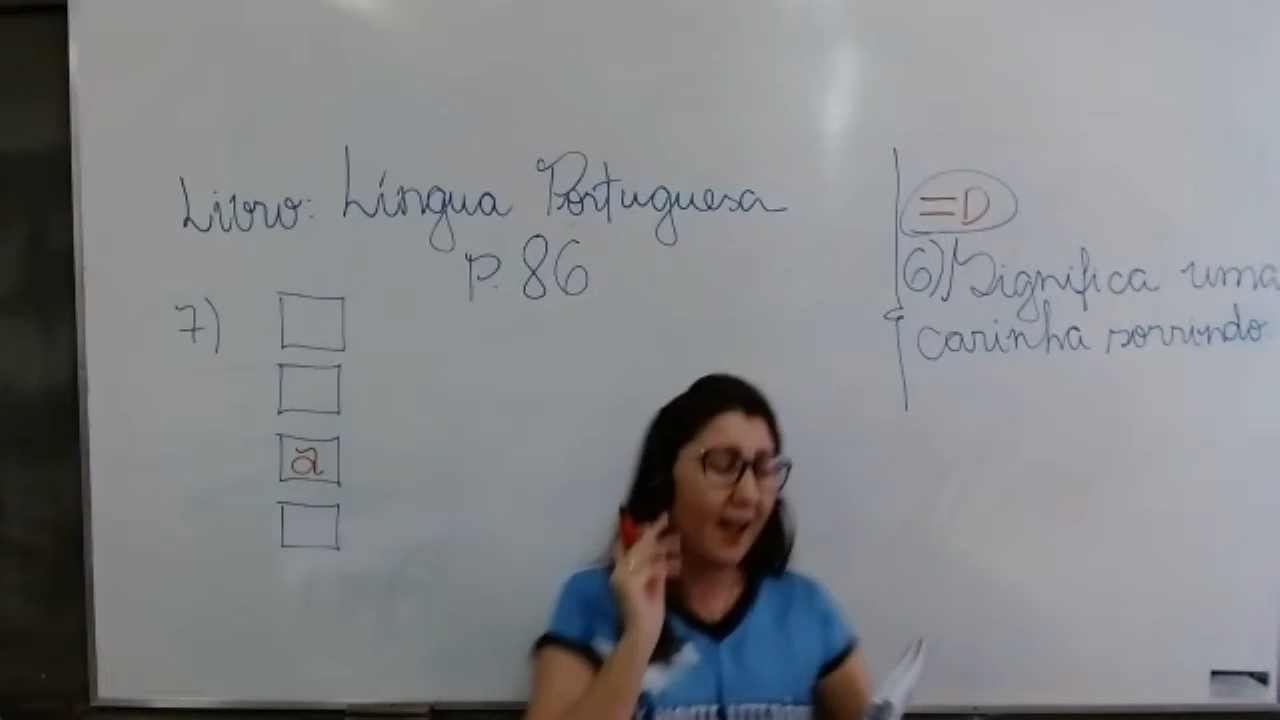 Livro: Língua Portuguesa
p. 86
7)
a
=D
6) Significa uma
carinha sorrindo